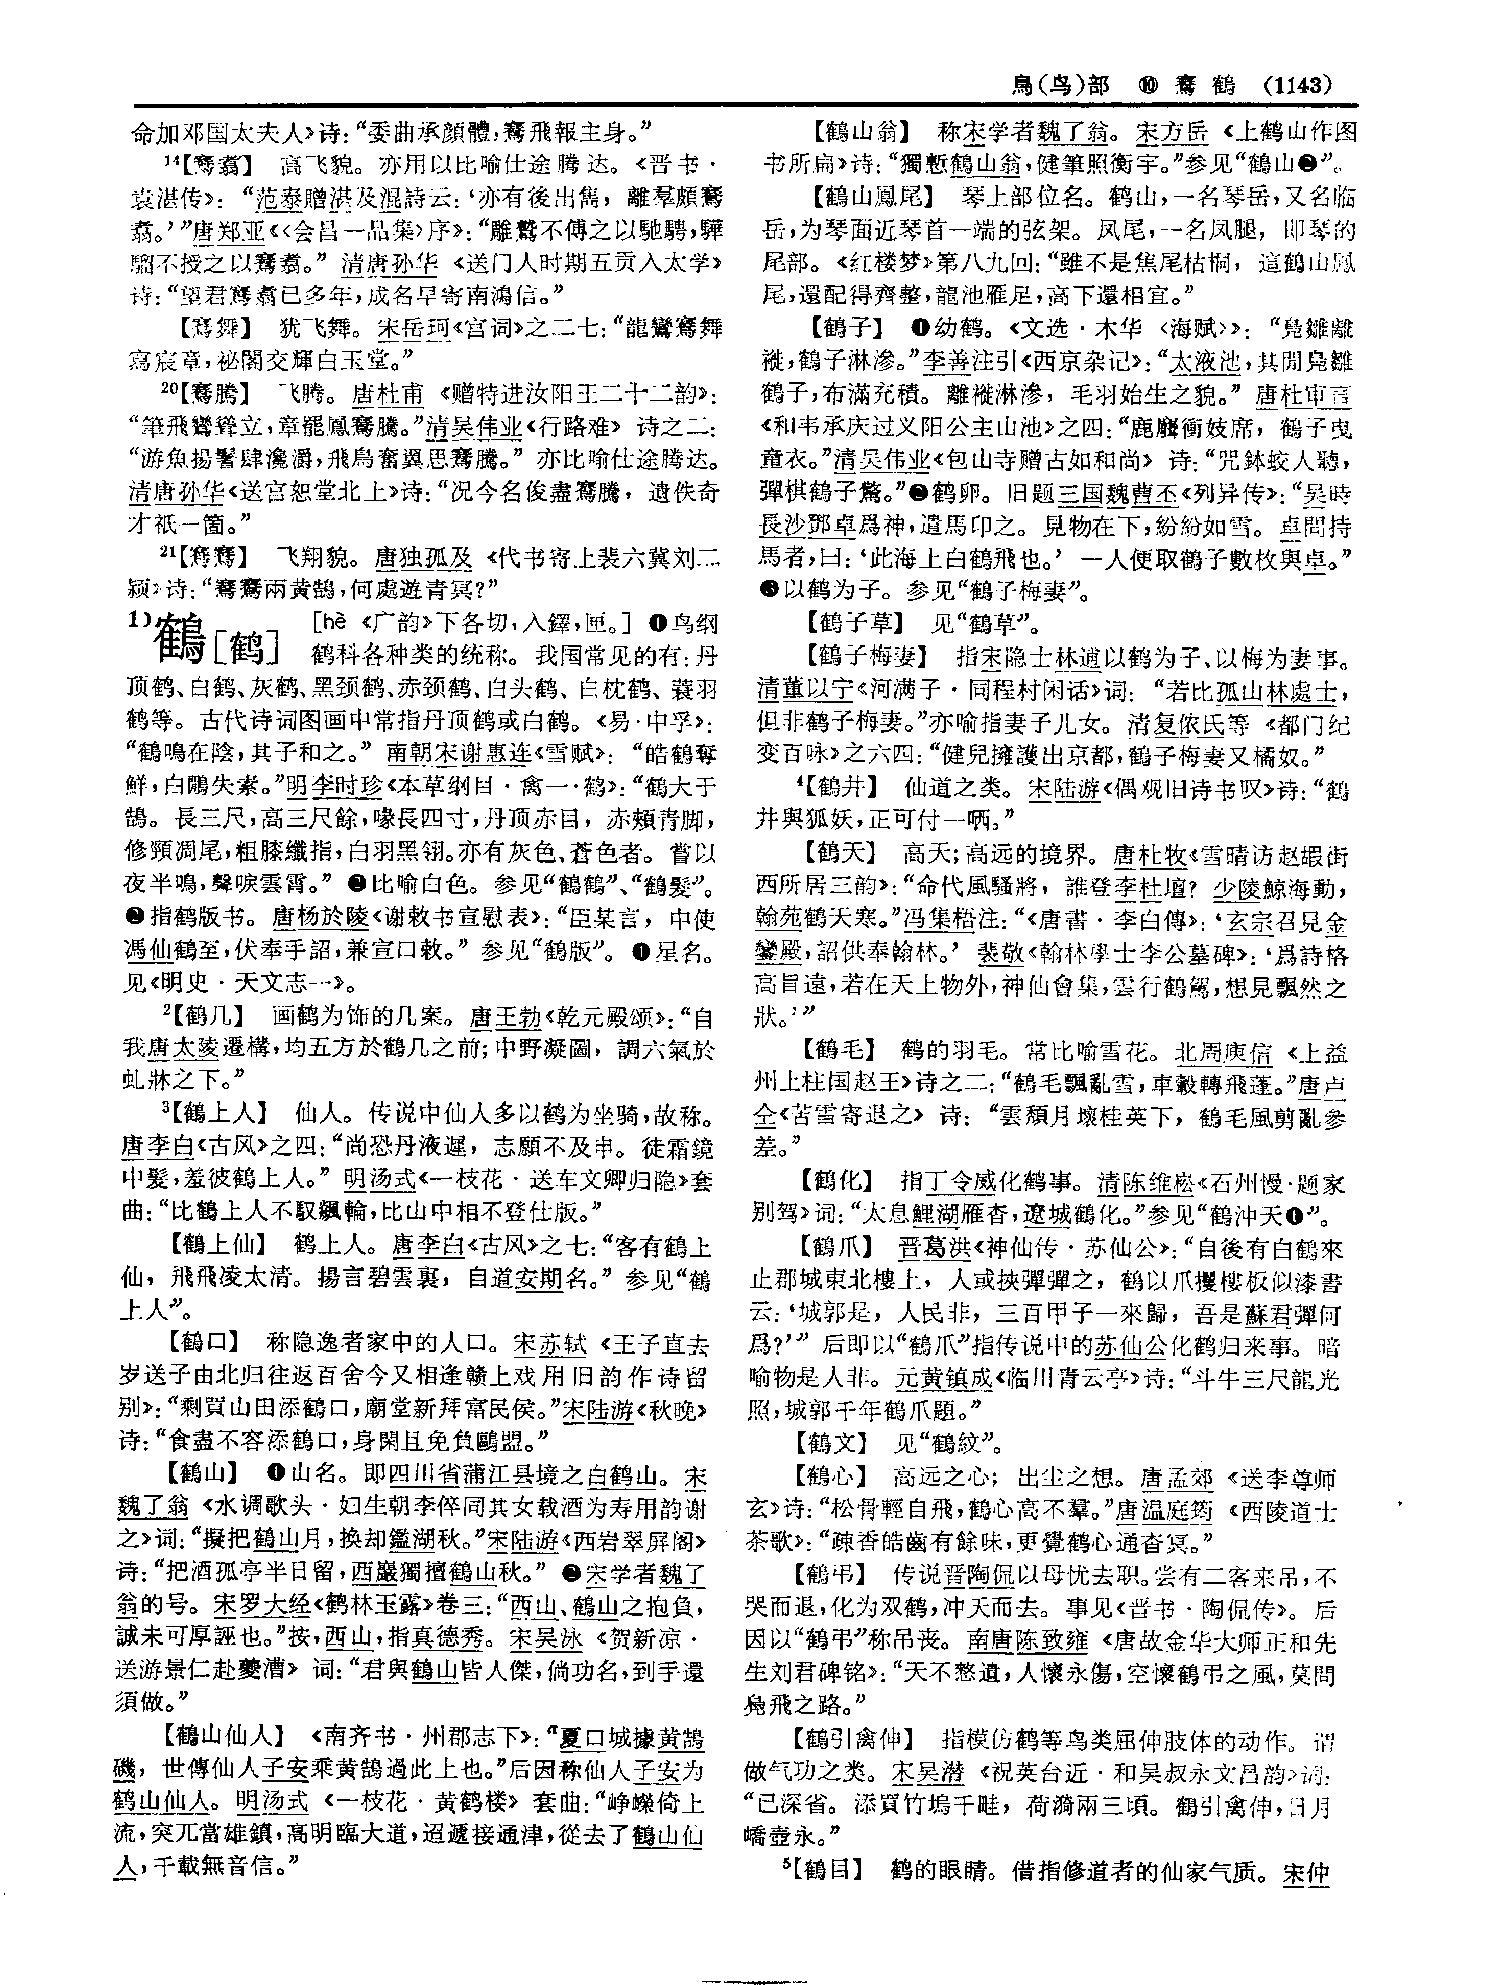 鳥(鸟)部　⑩ 鶱 鶴　(1143)
命加邓国太夫人》诗：“委曲承顔體，鶱飛報主身。”
14【鶱翥】　高飞貌。亦用以比喻仕途腾达。《晋书·
袁湛传》：“范泰贈湛及混詩云：‘亦有後出雋，離羣頗鶱
翥。’”唐郑亚《〈会昌一品集〉序》：“雕鶚不傅之以馳騁，驊
騮不授之以鶱翥。”清唐孙华《送门人时期五贡入太学》
诗：“望君鶱翥已多年，成名早寄南鴻信。”
【鶱舞】　犹飞舞。宋岳珂《宫词》之二七：“龍鸞鶱舞
寫宸章，祕閣交輝白玉堂。”
20【鶱腾】　飞腾。唐杜甫《赠特进汝阳王二十二韵》：
“筆飛鸞聳立，章罷鳳鶱騰。”清吴伟业《行路难》诗之二：
“游魚揚鬐肆瀺灂，飛鳥奮翼思鶱騰。”亦比喻仕途腾达。
清唐孙华《送宫恕堂北上》诗：“况今名俊盡鶱騰，遺佚奇
才祇一箇。”
21【鶱鶱】　飞翔貌。唐独孤及《代书寄上裴六冀刘二
颍》诗：“鶱鶱兩黄鵠，何處遊青冥？”
1)鶴[鹤]　[hè《广韵》下各切，入鐸，匣。]❶鸟纲
鹤科各种类的统称。我国常见的有：丹
顶鹤、白鹤、灰鹤、黑颈鹤、赤颈鹤、白头鹤、白枕鹤、蓑羽
鹤等。古代诗词图画中常指丹顶鹤或白鹤。《易·中孚》：
“鶴鳴在陰，其子和之。”南朝宋谢惠连《雪赋》：“皓鶴奪
鮮，白鷳失素。”明李时珍《本草纲目·禽一·鹤》：“鶴大于
鵠。長三尺，高三尺餘，喙長四寸，丹顶赤目，赤頰青脚，
修頸凋尾，粗膝纖指，白羽黑翎。亦有灰色、蒼色者。嘗以
夜半鳴，聲唳雲霄。”❷比喻白色。参见“鶴鶴”、“鶴髮”。
❸指鹤版书。唐杨於陵《谢敕书宣慰表》：“臣某言，中使
馮仙鶴至，伏奉手詔，兼宣口敕。”参见“鶴版”。❹星名。
见《明史·天文志一》。
2【鶴几】　画鹤为饰的几案。唐王勃《乾元殿颂》：“自
我唐太陵遷構，均五方於鶴几之前；中野凝圖，調六氣於
虬牀之下。”
3【鶴上人】　仙人。传说中仙人多以鹤为坐骑，故称。
唐李白《古风》之四：“尚恐丹液遲，志願不及申。徒霜鏡
中髮，羞彼鶴上人。”明汤式《一枝花·送车文卿归隐》套
曲：“比鶴上人不馭飆輪，比山中相不登仕版。”
【鶴上仙】　鹤上人。唐李白《古风》之七：“客有鶴上
仙，飛飛凌太清。揚言碧雲裏，自道安期名。”参见“鶴
上人”。
【鶴口】　称隐逸者家中的人口。宋苏轼《王子直去
岁送子由北归往返百舍今又相逢赣上戏用旧韵作诗留
别》：“剩買山田添鶴口，廟堂新拜富民侯。”宋陆游《秋晚》
诗：“食盡不容添鶴口，身閑且免負鷗盟。”
【鶴山】　❶山名。即四川省蒲江县境之白鹤山。宋
魏了翁《水调歌头·妇生朝李倅同其女载酒为寿用韵谢
之》词：“擬把鶴山月，换却鑑湖秋。”宋陆游《西岩翠屏阁》
诗：“把酒孤亭半日留，西巖獨擅鶴山秋。”❷宋学者魏了
翁的号。宋罗大经《鹤林玉露》卷三：“西山、鶴山之抱負，
誠未可厚誣也。”按，西山，指真德秀。宋吴泳《贺新凉·
送游景仁赴夔漕》词：“君與鶴山皆人傑，倘功名，到手還
須做。”
【鶴山仙人】　《南齐书·州郡志下》：“夏口城據黄鵠
磯，世傳仙人子安乘黄鵠過此上也。”后因称仙人子安为
鹤山仙人。明汤式《一枝花·黄鹤楼》套曲：“崢嶸倚上
流，突兀當雄鎮，高明臨大道，迢遞接通津，從去了鶴山仙
人，千載無音信。”
【鶴山翁】　称宋学者魏了翁。宋方岳《上鹤山作图
书所扁》诗：“獨慙鶴山翁，健筆照衡宇。”参见“鶴山❷”。
【鶴山鳳尾】　琴上部位名。鹤山，一名琴岳，又名临
岳，为琴面近琴首一端的弦架。凤尾，一名凤腿，即琴的
尾部。《红楼梦》第八九回：“雖不是焦尾枯桐，這鶴山鳳
尾，還配得齊整，龍池雁足，高下還相宜。”
【鶴子】　❶幼鹤。《文选·木华〈海赋〉》：“鳧雛離
褷，鶴子淋滲。”李善注引《西京杂记》：“太液池，其閒鳧雛
鶴子，布滿充積。離褷淋滲，毛羽始生之貌。”唐杜审言
《和韦承庆过义阳公主山池》之四：“鹿麛銜妓席，鶴子曳
童衣。”清吴伟业《包山寺赠古如和尚》诗：“咒鉢蛟人聽，
彈棋鶴子驚。”❷鹤卵。旧题三国魏曹丕《列异传》：“吴時
長沙鄧卓爲神，遣馬印之。見物在下，紛紛如雪。卓問持
馬者，曰：‘此海上白鶴飛也。’一人便取鶴子數枚與卓。”
❸以鹤为子。参见“鶴子梅妻”。
【鶴子草】　见“鶴草”。
【鶴子梅妻】　指宋隐士林逋以鹤为子、以梅为妻事。
清董以宁《河满子·同程村闲话》词：“若比孤山林處士，
但非鶴子梅妻。”亦喻指妻子儿女。清复侬氏等《都门纪
变百咏》之六四：“健兒擁護出京都，鶴子梅妻又橘奴。”
4【鶴井】　仙道之类。宋陆游《偶观旧诗书叹》诗：“鶴
井與狐妖，正可付一哂。”
【鶴天】　高天；高远的境界。唐杜牧《雪晴访赵嘏街
西所居三韵》：“命代風騷將，誰登李杜壇？少陵鯨海動，
翰苑鶴天寒。”冯集梧注：“《唐書·李白傳》：‘玄宗召見金
鑾殿，詔供奉翰林。’裴敬《翰林學士李公墓碑》：‘爲詩格
高旨遠，若在天上物外，神仙會集，雲行鶴駕，想見飄然之
狀。’”
【鶴毛】　鹤的羽毛。常比喻雪花。北周庾信《上益
州上柱国赵王》诗之二：“鶴毛飄亂雪，車轂轉飛蓬。”唐卢
仝《苦雪寄退之》诗：“雲頽月壞桂英下，鶴毛風剪亂參
差。”
【鶴化】　指丁令威化鹤事。清陈维崧《石州慢·题家
别驾》词：“太息鯉湖雁杳，遼城鶴化。”参见“鶴沖天❶”。
【鶴爪】　晋葛洪《神仙传·苏仙公》：“自後有白鶴來
止郡城東北樓上，人或挾彈彈之，鶴以爪攫樓板似漆書
云：‘城郭是，人民非，三百甲子一來歸，吾是蘇君彈何
爲？’”后即以“鶴爪”指传说中的苏仙公化鹤归来事。暗
喻物是人非。元黄镇成《临川青云亭》诗：“斗牛三尺龍光
照，城郭千年鶴爪題。”
【鶴文】　见“鶴紋”。
【鶴心】　高远之心；出尘之想。唐孟郊《送李尊师
玄》诗：“松骨輕自飛，鶴心高不羣。”唐温庭筠《西陵道士
茶歌》：“疎香皓齒有餘味，更覺鶴心通杳冥。”
【鶴弔】　传说晋陶侃以母忧去职。尝有二客来吊，不
哭而退，化为双鹤，冲天而去。事见《晋书·陶侃传》。后
因以“鶴弔”称吊丧。南唐陈致雍《唐故金华大师正和先
生刘君碑铭》：“天不憖遺，人懷永傷，空懷鶴弔之風，莫問
鳧飛之路。”
【鶴引禽伸】　指模仿鹤等鸟类屈伸肢体的动作。谓
做气功之类。宋吴潜《祝英台近·和吴叔永文昌韵》词：
“已深省。添買竹塢千畦，荷漪兩三頃。鶴引禽伸，日月
嶠壺永。”
5【鶴目】　鹤的眼睛。借指修道者的仙家气质。宋仲